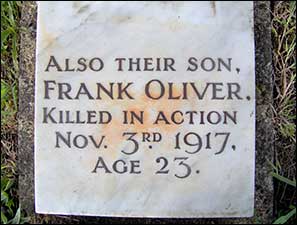 Also their son,
Frank Oliver.
Killed in action
Nov. 3rd 1917,
Age 23.